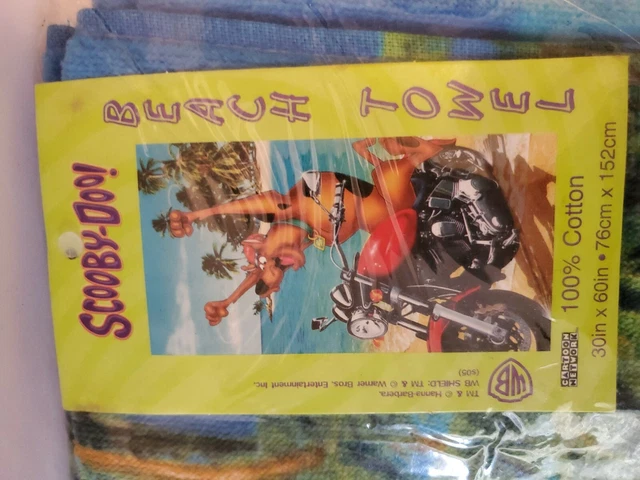 BEACH TOWEL
SCOOBY-DOO!
100% Cotton
30in x 60in • 76cm x 152cm
CARTOON NETWORK
WB
TM & © Hanna-Barbera.
WB SHIELD: TM & © Warner Bros. Entertainment Inc.
(s05)